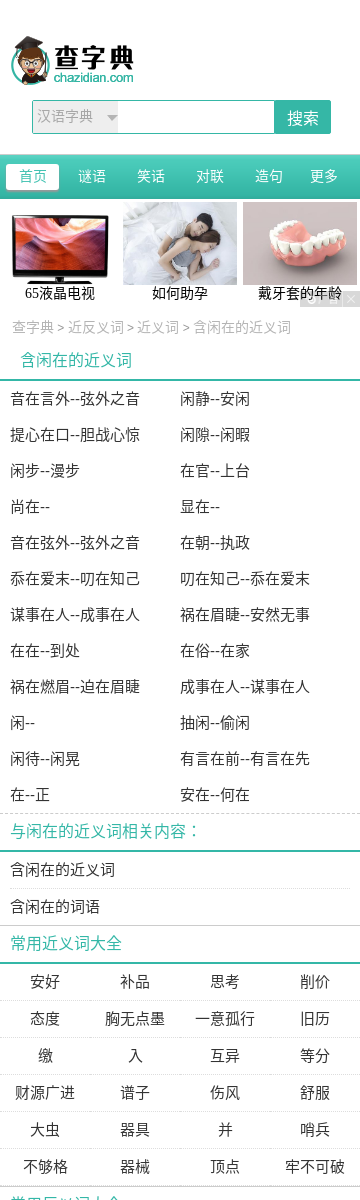 查字典
chazidian.com
汉语字典 搜索
首页 谜语 笑话 对联 造句 更多
65液晶电视 如何助孕 戴牙套的年龄
查字典 > 近反义词 > 近义词 > 含闲在的近义词
含闲在的近义词
音在言外--弦外之音 闲静--安闲
提心在口--胆战心惊 闲隙--闲暇
闲步--漫步 在官--上台
尚在-- 显在--
音在弦外--弦外之音 在朝--执政
忝在爱末--叨在知己 叨在知己--忝在爱末
谋事在人--成事在人 祸在眉睫--安然无事
在在--到处 在俗--在家
祸在燃眉--迫在眉睫 成事在人--谋事在人
闲-- 抽闲--偷闲
闲待--闲晃 有言在前--有言在先
在--正 安在--何在
与闲在的近义词相关内容：
含闲在的近义词
含闲在的词语
常用近义词大全
安好 补品 思考 削价
态度 胸无点墨 一意孤行 旧历
缴 入 互异 等分
财源广进 谱子 伤风 舒服
大虫 器具 并 哨兵
不够格 器械 顶点 牢不可破